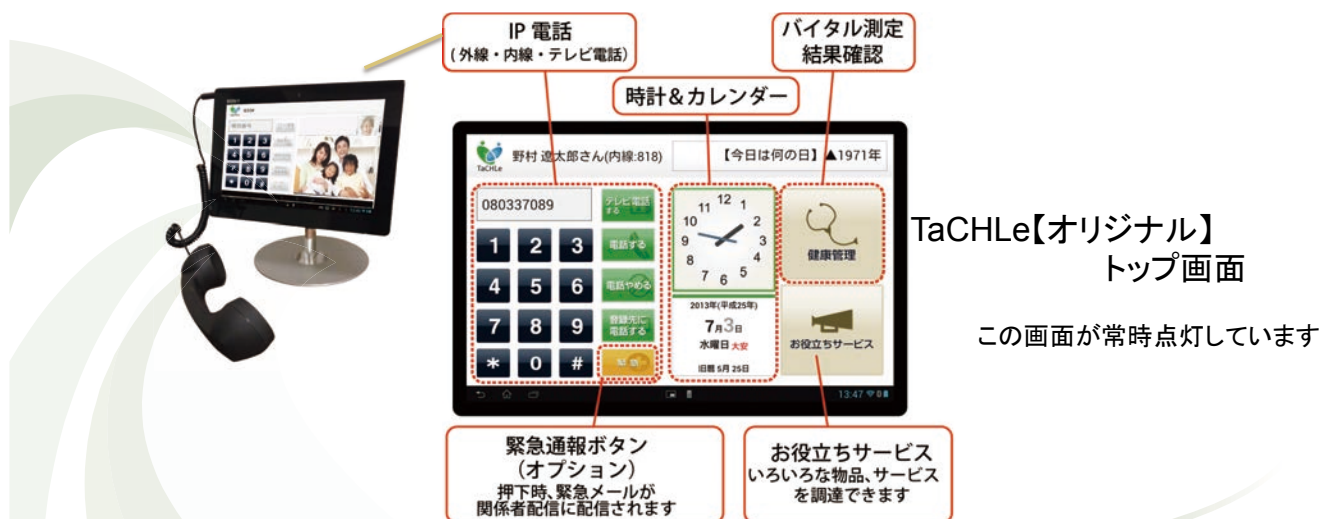 IP 電話
(外線・内線・テレビ電話)
バイタル測定
結果確認
時計&カレンダー
TaCHLe
野村 遼太郎さん(内線:818)
【今日は何の日】▲1971年
080337089
テレビ電話
する
1 2 3
電話する
4 5 6
電話やめる
7 8 9
登録先に
電話する
* 0 #
11 12 1
10 2
9 3
8 4
7 6 5
2013年(平成25年)
7月3日
水曜日 大安
旧暦 5月 25日
健康管理
お役立ちサービス
13:47
TaCHLe【オリジナル】
トップ画面
この画面が常時点灯しています
緊急通報ボタン
(オプション)
押下時、緊急メールが
関係者配信に配信されます
お役立ちサービス
いろいろな物品、サービス
を調達できます
1 2 3
4 5 6
7 8 9
* 0 #